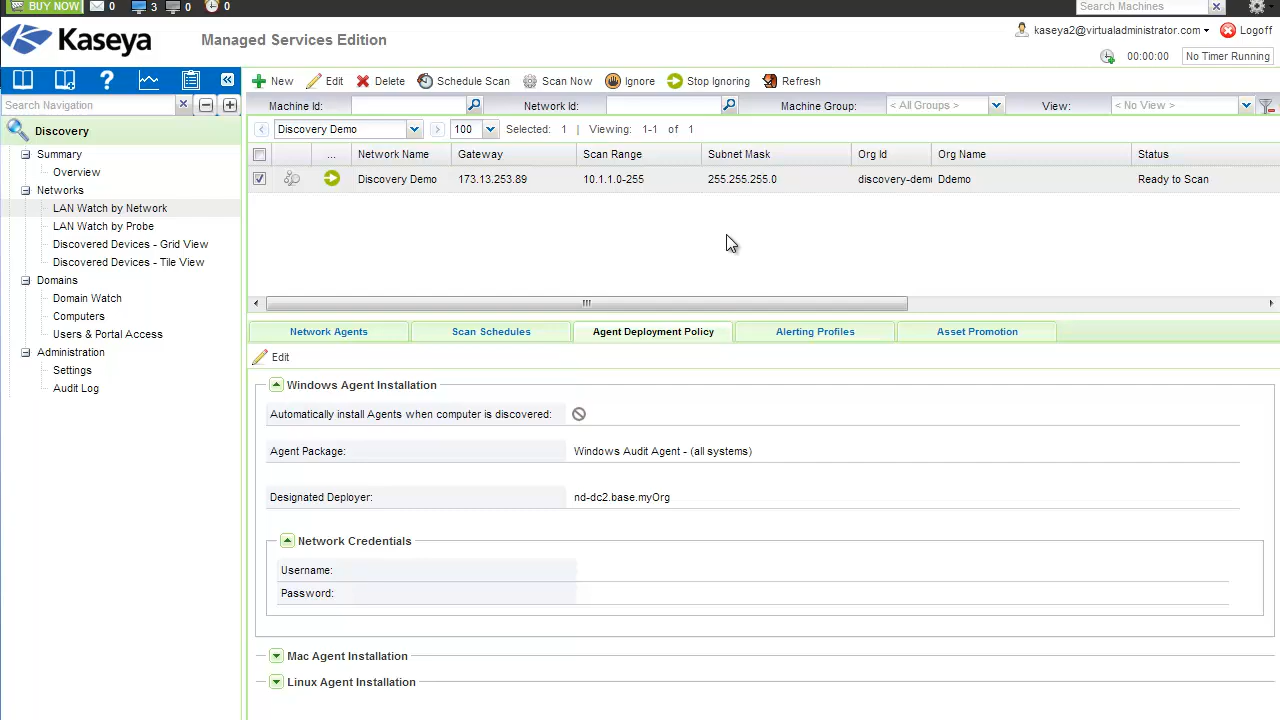 BUY NOW 0 3 0 0 Search Machines
Kaseya Managed Services Edition kaseya2@virtualadministrator.com Logoff
00:00:00 No Timer Running
New Edit Delete Schedule Scan Scan Now Ignore Stop Ignoring Refresh
Search Navigation Machine Id: Network Id: Machine Group: < All Groups > View: < No View >
Discovery
Discovery Demo 100 Selected: 1 | Viewing: 1-1 of 1
Summary
... Network Name Gateway Scan Range Subnet Mask Org Id Org Name Status
Overview
Discovery Demo 173.13.253.89 10.1.1.0-255 255.255.255.0 discovery-demo Ddemo Ready to Scan
Networks
LAN Watch by Network
LAN Watch by Probe
Discovered Devices - Grid View
Discovered Devices - Tile View
Domains
Domain Watch
Computers
Users & Portal Access
Administration
Settings
Audit Log
Network Agents Scan Schedules Agent Deployment Policy Alerting Profiles Asset Promotion
Edit
Windows Agent Installation
Automatically install Agents when computer is discovered:
Agent Package: Windows Audit Agent - (all systems)
Designated Deployer: nd-dc2.base.myOrg
Network Credentials
Username:
Password:
Mac Agent Installation
Linux Agent Installation